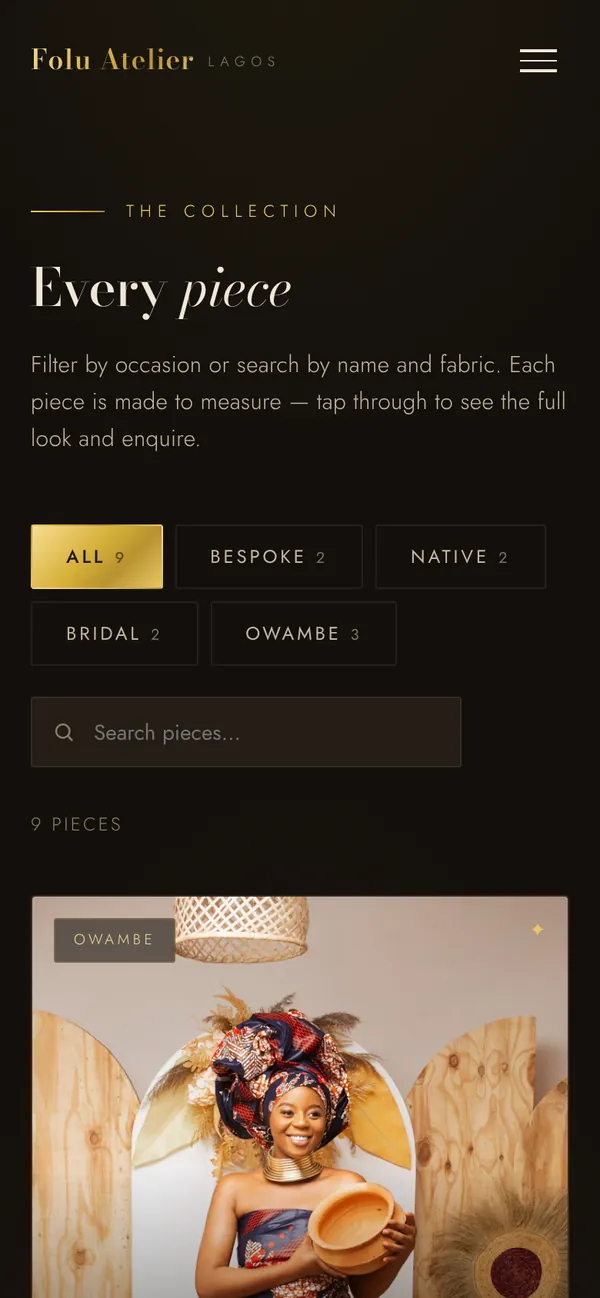 Folu Atelier LAGOS
THE COLLECTION
Every piece
Filter by occasion or search by name and fabric. Each
piece is made to measure — tap through to see the full
look and enquire.
ALL 9
BESPOKE 2
NATIVE 2
BRIDAL 2
OWAMBE 3
Search pieces...
9 PIECES
OWAMBE